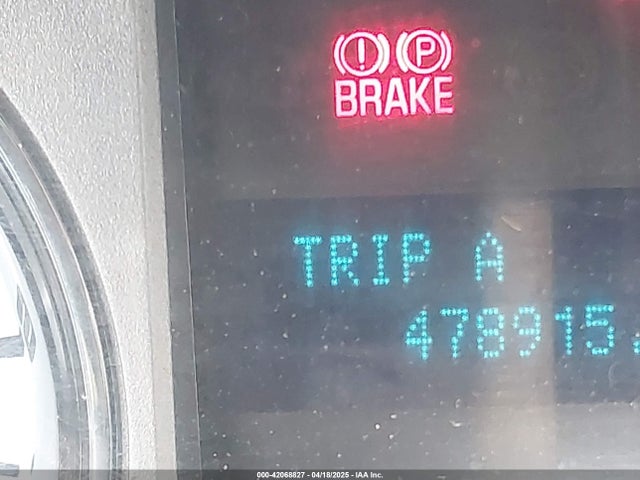 ! P
BRAKE
TRIP A
478915.
000-42068827 - 04/18/2025 - IAA Inc.